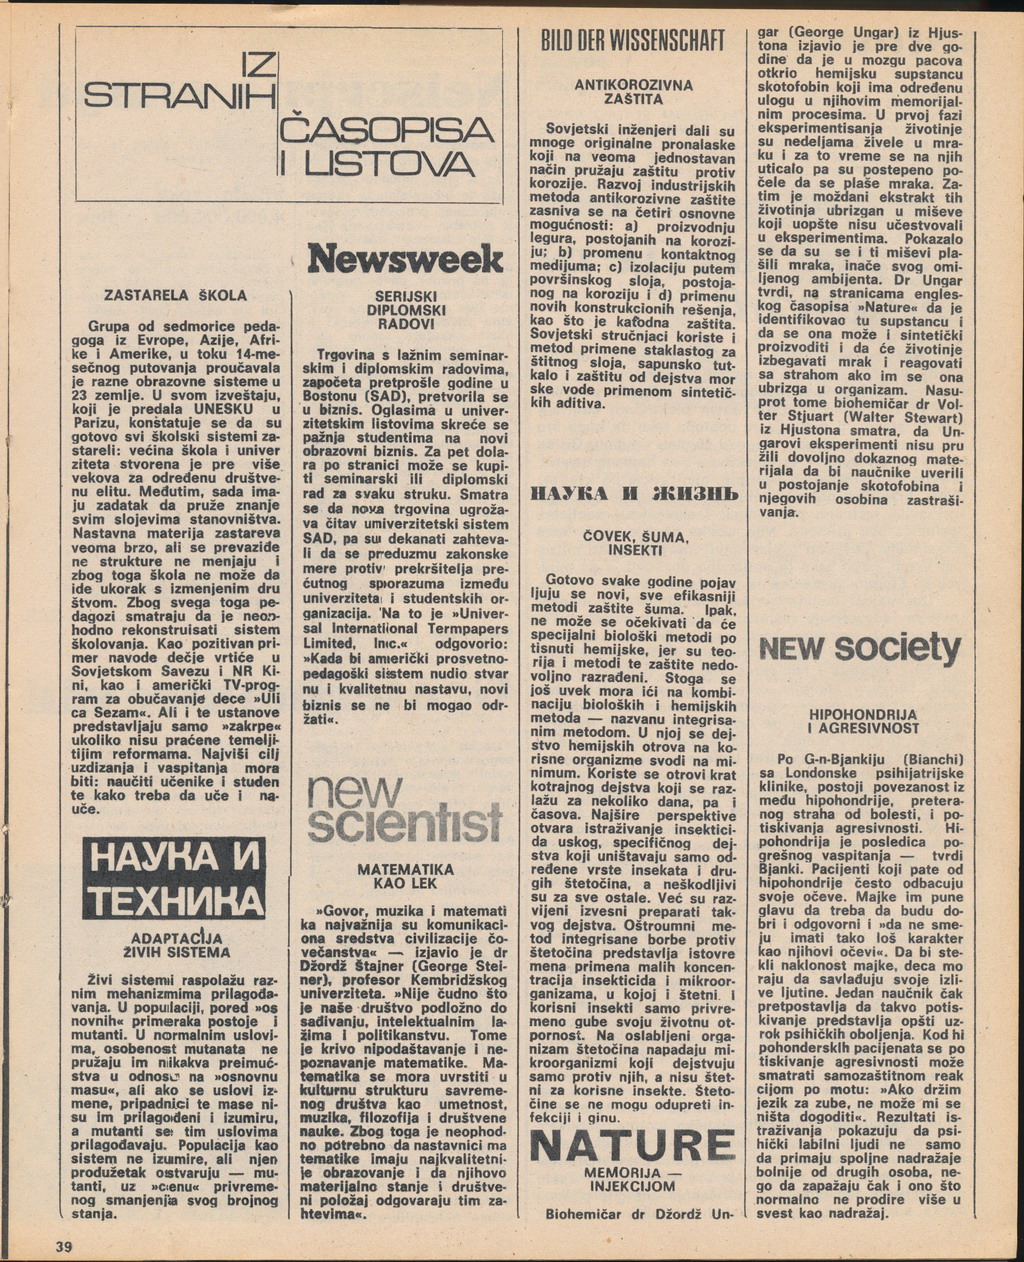 IZ
STRANIH
ČASOPISA
I LISTOVA
ZASTARELA ŠKOLA
Grupa od sedmorice peda-
goga iz Evrope, Azije, Afri-
ke i Amerike, u toku 14-me-
sečnog putovanja proučavala
je razne obrazovne sisteme u
23 zemlje. U svom izveštaju,
koji je predala UNESKU u
Parizu, konštatuje se da su
gotovo svi školski sistemi za-
stareli: većina škola i univer
ziteta stvorena je pre više
vekova za određenu društve-
nu elitu. Međutim, sada ima-
ju zadatak da pruže znanje
svim slojevima stanovništva.
Nastavna materija zastareva
veoma brzo, ali se prevaziđe
ne strukture ne menjaju i
zbog toga škola ne može da
ide ukorak s izmenjenim dru
štvom. Zbog svega toga pe-
dagozi smatraju da je neop-
hodno rekonstruisati sistem
školovanja. Kao pozitivan pri-
mer navode dečje vrtiće u
Sovjetskom Savezu i NR Ki-
ni, kao i američki TV-prog-
ram za obučavanje dece »Uli
ca Sezam«. Ali i te ustanove
predstavljaju samo »zakrpe«
ukoliko nisu praćene temelji-
tijim reformama. Najviši cilj
uzdizanja i vaspitanja mora
biti: naučiti učenike i studen
te kako treba da uče i na-
uče.
НАУКА И
ТЕХНИКА
ADAPTACIJA
ŽIVIH SISTEMA
Živi sistemi raspolažu raz-
nim mehanizmima prilagođa-
vanja. U populaciji, pored »os
novnih« primeraka postoje i
mutanti. U normalnim uslovi-
ma, osobenost mutanata ne
pružaju im nikakva preimuć-
stva u odnosu na »osnovnu
masu«, ali ako se uslovi iz-
mene, pripadnici te mase ni-
su im prilagođeni i izumiru,
a mutanti se tim uslovima
prilagođavaju. Populacija kao
sistem ne izumire, ali njen
produžetak ostvaruju — mu-
tanti, uz »cenu« privreme-
nog smanjenja svog brojnog
stanja.
Newsweek
SERIJSKI
DIPLOMSKI
RADOVI
Trgovina s lažnim seminar-
skim i diplomskim radovima,
započeta pretprošle godine u
Bostonu (SAD), pretvorila se
u biznis. Oglasima u univer-
zitetskim listovima skreće se
pažnja studentima na novi
obrazovni biznis. Za pet dola-
ra po stranici može se kupi-
ti seminarski ili diplomski
rad za svaku struku. Smatra
se da nova trgovina ugroža-
va čitav univerzitetski sistem
SAD, pa su dekanati zahteva-
li da se preduzmu zakonske
mere protiv prekršitelja pre-
ćutnog sporazuma između
univerziteta i studentskih or-
ganizacija. Na to je »Univer-
sal International Termpapers
Limited, Inc.« odgovorio:
»Kada bi američki prosvetno-
pedagoški sistem nudio stvar
nu i kvalitetnu nastavu, novi
biznis se ne bi mogao odr-
žati«.
new
scientist
MATEMATIKA
KAO LEK
»Govor, muzika i matemati
ka najvažnija su komunikaci-
ona sredstva civilizacije čo-
večanstva« — izjavio je dr
Džordž Štajner (George Stei-
ner), profesor Kembridžskog
univerziteta. »Nije čudno što
je naše društvo podložno do
sađivanju, intelektualnim la-
žima i politikanstvu. Tome
je krivo nipodaštavanje i ne-
poznavanje matematike. Ma-
tematika se mora uvrstiti u
kulturnu strukturu savreme-
nog društva kao umetnost,
muzika, filozofija i društvene
nauke. Zbog toga je neophod-
no potrebno da nastavnici ma
tematike imaju najkvalitetni-
je obrazovanje i da njihovo
materijalno stanje i društve-
ni položaj odgovaraju tim za-
htevima«.
BILD DER WISSENSCHAFT
ANTIKOROZIVNA
ZAŠTITA
Sovjetski inženjeri dali su
mnoge originalne pronalaske
koji na veoma jednostavan
način pružaju zaštitu protiv
korozije. Razvoj industrijskih
metoda antikorozivne zaštite
zasniva se na četiri osnovne
mogućnosti: a) proizvodnju
legura, postojanih na korozi-
ju; b) promenu kontaktnog
medijuma; c) izolaciju putem
površinskog sloja, postoja-
nog na koroziju i d) primenu
novih konstrukcionih rešenja,
kao što je katodna zaštita.
Sovjetski stručnjaci koriste i
metod primene staklastog za
štitnog sloja, sapunsko tut-
kalo i zaštitu od dejstva mor
ske vode primenom sintetič-
kih aditiva.
НАУКА И ЖИЗНЬ
ČOVEK, ŠUMA,
INSEKTI
Gotovo svake godine pojav
ljuju se novi, sve efikasniji
metodi zaštite šuma. Ipak,
ne može se očekivati da će
specijalni biološki metodi po
tisnuti hemijske, jer su teo-
rija i metodi te zaštite nedo-
voljno razrađeni. Stoga se
još uvek mora ići na kombi-
naciju bioloških i hemijskih
metoda — nazvanu integrisa-
nim metodom. U njoj se dej-
stvo hemijskih otrova na ko-
risne organizme svodi na mi-
nimum. Koriste se otrovi krat
kotrajnog dejstva koji se raz-
lažu za nekoliko dana, pa i
časova. Najšire perspektive
otvara istraživanje insektici-
da uskog, specifičnog dej-
stva koji uništavaju samo od-
ređene vrste insekata i dru-
gih štetočina, a neškodljivi
su za sve ostale. Već su raz-
vijeni izvesni preparati tak-
vog dejstva. Oštroumni me-
tod integrisane borbe protiv
štetočina predstavlja istovre
mena primena malih koncen-
tracija insekticida i mikroor-
ganizama, u kojoj i štetni i
korisni insekti samo privre-
meno gube svoju životnu ot-
pornost. Na oslabljeni orga-
nizam štetočina napadaju mi-
kroorganizmi koji dejstvuju
samo protiv njih, a nisu štet-
ni za korisne insekte. Šteto-
čine se ne mogu odupreti in-
fekciji i ginu.
NATURE
MEMORIJA —
INJEKCIJOM
Biohemičar dr Džordž Un-
gar (George Ungar) iz Hjus-
tona izjavio je pre dve go-
dine da je u mozgu pacova
otkrio hemijsku supstancu
skotofobin koji ima određenu
ulogu u njihovim memorijal-
nim procesima. U prvoj fazi
eksperimentisanja životinje
su nedeljama živele u mra-
ku i za to vreme se na njih
uticalo pa su postepeno po-
čele da se plaše mraka. Za-
tim je moždani ekstrakt tih
životinja ubrizgan u miševe
koji uopšte nisu učestvovali
u eksperimentima. Pokazalo
se da su se i ti miševi pla-
šili mraka, inače svog omi-
ljenog ambijenta. Dr Ungar
tvrdi, na stranicama engles-
kog časopisa »Nature« da je
identifikovao tu supstancu i
da se ona može i sintetički
proizvoditi i da će životinje
izbegavati mrak i reagovati
sa strahom ako im se ona
ubrizga u organizam. Nasu-
prot tome biohemičar dr Vol-
ter Stjuart (Walter Stewart)
iz Hjustona smatra, da Un-
garovi eksperimenti nisu pru
žili dovoljno dokaznog mate-
rijala da bi naučnike uverili
u postojanje skotofobina i
njegovih osobina zastraši-
vanja.
NEW society
HIPOHONDRIJA
I AGRESIVNOST
Po G-n-Bjankiju (Bianchi)
sa Londonske psihijatrijske
klinike, postoji povezanost iz
među hipohondrije, pretera-
nog straha od bolesti, i po-
tiskivanja agresivnosti. Hi-
pohondrija je posledica po-
grešnog vaspitanja — tvrdi
Bjanki. Pacijenti koji pate od
hipohondrije često odbacuju
svoje očeve. Majke im pune
glavu da treba da budu do-
bri i odgovorni i »da ne sme-
ju imati tako loš karakter
kao njihovi očevi«. Da bi ste-
kli naklonost majke, deca mo
raju da savlađuju svoje izli-
ve ljutine. Jedan naučnik čak
pretpostavlja da takvo potis-
kivanje predstavlja opšti uz-
rok psihičkih oboljenja. Kod hi
pohonderskih pacijenata se po
tiskivanje agresivnosti može
smatrati samozaštitnom reak
cijom po motu: »Ako držim
jezik za zube, ne može mi se
ništa dogoditi«. Rezultati is-
traživanja pokazuju da psi-
hički labilni ljudi ne samo
da primaju spoljne nadražaje
bolnije od drugih osoba, ne-
go da zapažaju čak i ono što
normalno ne prodire više u
svest kao nadražaj.
39